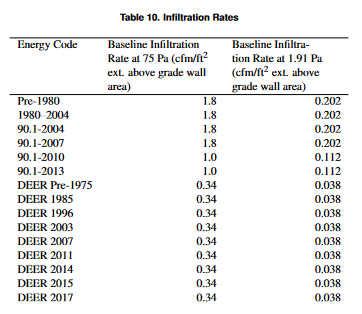 Table 10. Infiltration Rates
Energy Code Baseline Infiltration Baseline Infiltra-
Rate at 75 Pa (cfm/ft² tion Rate at 1.91 Pa
ext. above grade wall (cfm/ft² ext. above
area) grade wall area)
Pre-1980 1.8 0.202
1980-2004 1.8 0.202
90.1-2004 1.8 0.202
90.1-2007 1.8 0.202
90.1-2010 1.0 0.112
90.1-2013 1.0 0.112
DEER Pre-1975 0.34 0.038
DEER 1985 0.34 0.038
DEER 1996 0.34 0.038
DEER 2003 0.34 0.038
DEER 2007 0.34 0.038
DEER 2011 0.34 0.038
DEER 2014 0.34 0.038
DEER 2015 0.34 0.038
DEER 2017 0.34 0.038